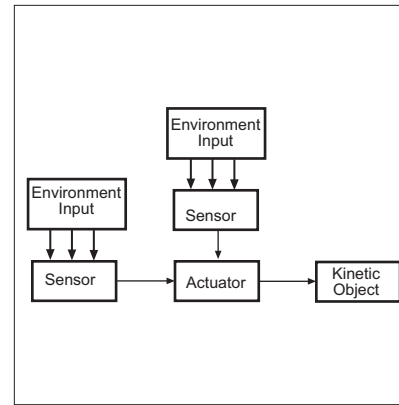 Environment
Input
Sensor
Environment
Input
Sensor
Actuator
Kinetic
Object